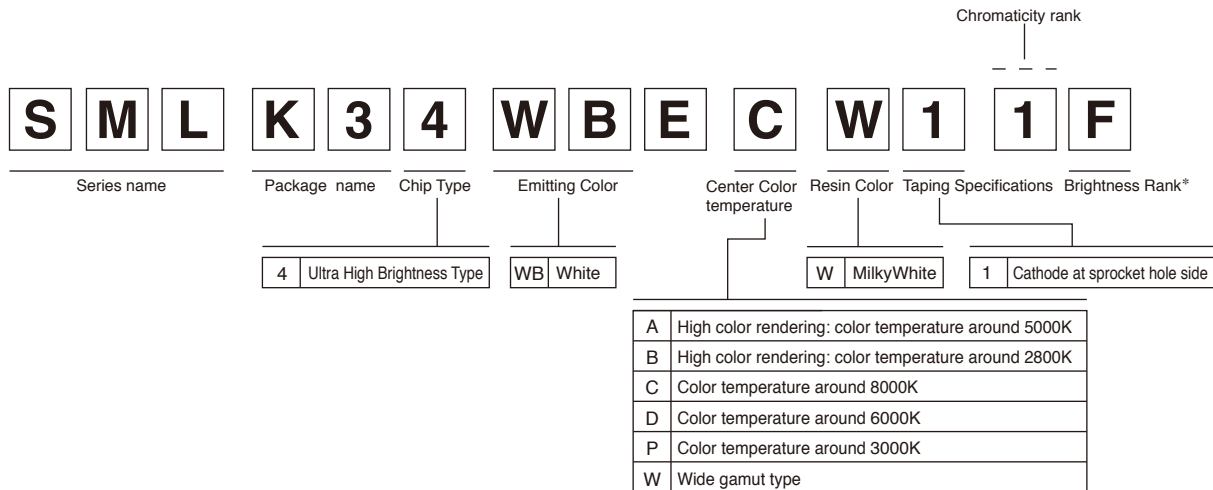 Chromaticity rank
S M L K 3 4 W B E C W 1 1 F
Series name Package name Chip Type Emitting Color Center Color temperature Resin Color Taping Specifications Brightness Rank*
4 Ultra High Brightness Type WB White W MilkyWhite 1 Cathode at sprocket hole side
A High color rendering: color temperature around 5000K
B High color rendering: color temperature around 2800K
C Color temperature around 8000K
D Color temperature around 6000K
P Color temperature around 3000K
W Wide gamut type